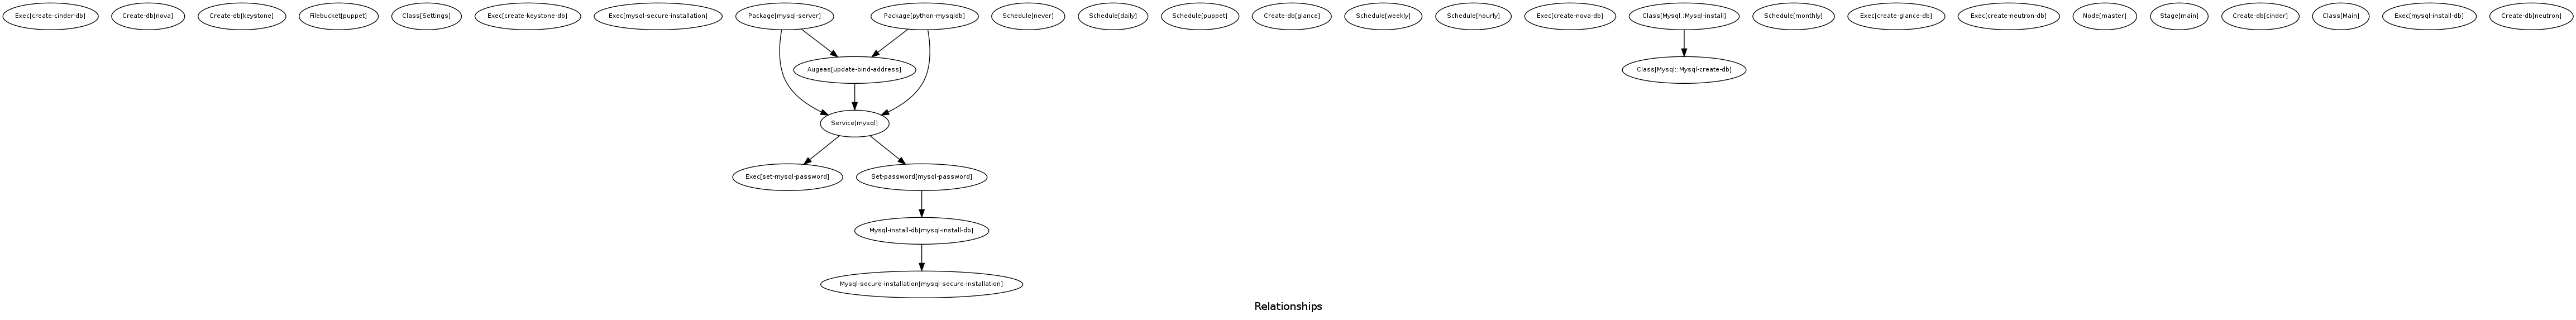 Exec[create-cinder-db]
Create-db[nova]
Create-db[keystone]
Filebucket[puppet]
Class[Settings]
Exec[create-keystone-db]
Exec[mysql-secure-installation]
Package[mysql-server]
Package[python-mysqldb]
Schedule[never]
Schedule[daily]
Schedule[puppet]
Create-db[glance]
Schedule[weekly]
Schedule[hourly]
Exec[create-nova-db]
Class[Mysql::Mysql-install]
Schedule[monthly]
Exec[create-glance-db]
Exec[create-neutron-db]
Node[master]
Stage[main]
Create-db[cinder]
Class[Main]
Exec[mysql-install-db]
Create-db[neutron]
Augeas[update-bind-address]
Class[Mysql::Mysql-create-db]
Service[mysql]
Exec[set-mysql-password]
Set-password[mysql-password]
Mysql-install-db[mysql-install-db]
Mysql-secure-installation[mysql-secure-installation]
Relationships